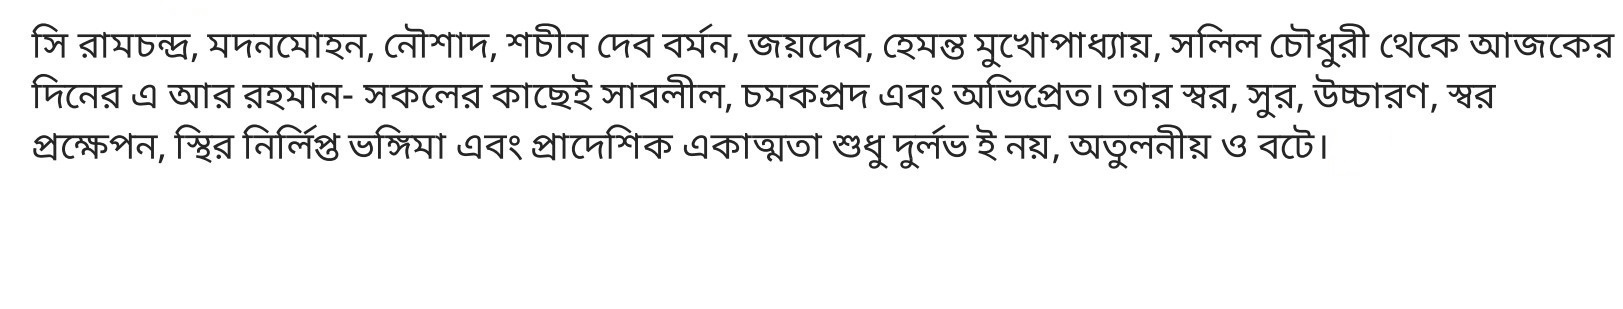 সি রামচন্দ্র, মদনমোহন, নৌশাদ, শচীন দেব বর্মন, জয়দেব, হেমন্ত মুখোপাধ্যায়, সলিল চৌধুরী থেকে আজকের
দিনের এ আর রহমান- সকলের কাছেই সাবলীল, চমকপ্রদ এবং অভিপ্রেত। তার স্বর, সুর, উচ্চারণ, স্বর
প্রক্ষেপন, স্থির নির্লিপ্ত ভঙ্গিমা এবং প্রাদেশিক একাত্মতা শুধু দুর্লভ ই নয়, অতুলনীয় ও বটে।